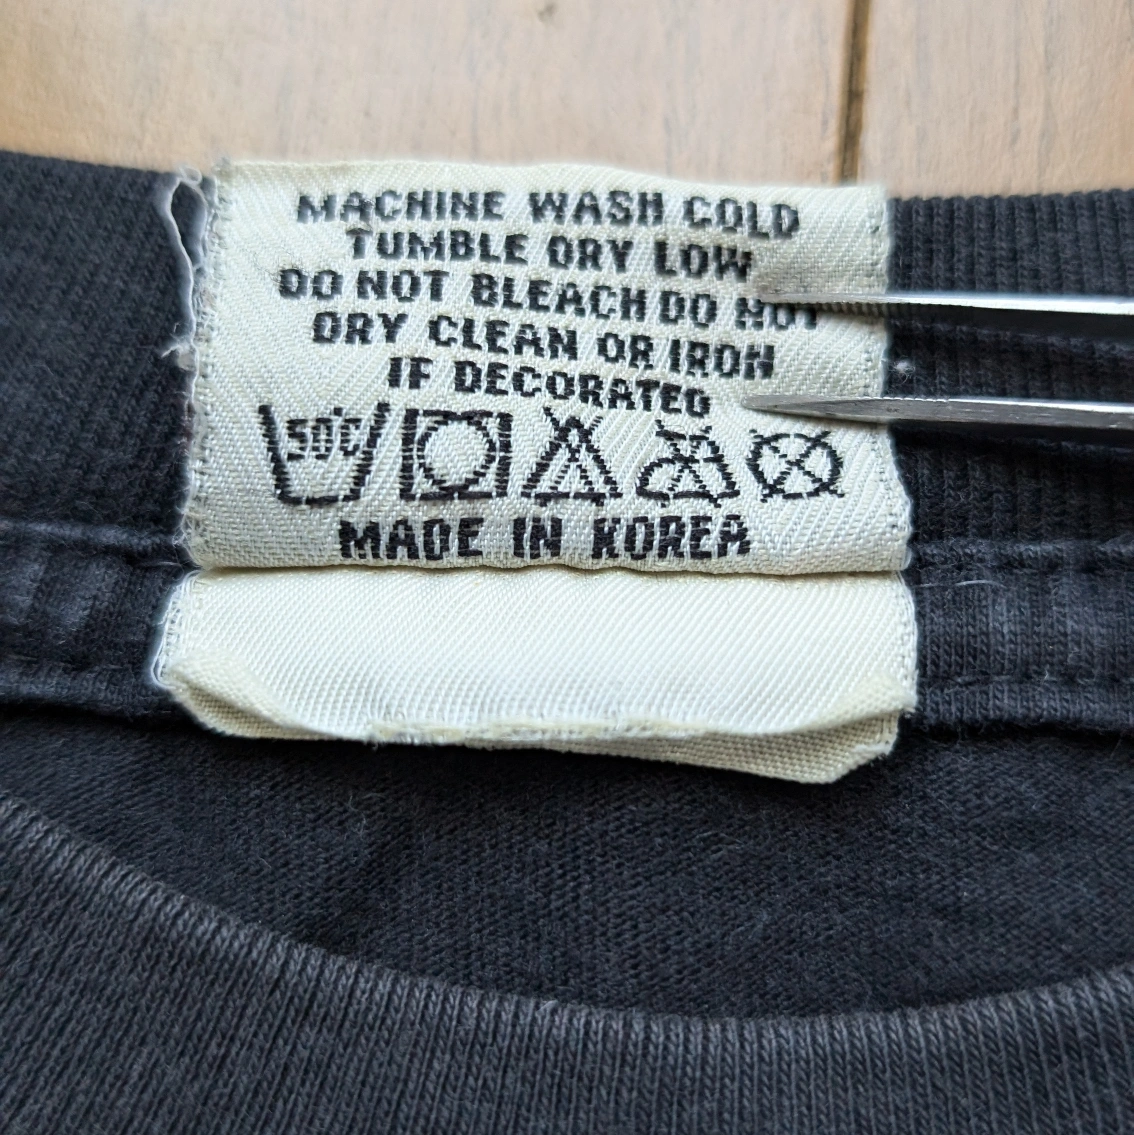 MACHINE WASH COLD
TUMBLE DRY LOW
DO NOT BLEACH DO NOT
DRY CLEAN OR IRON
IF DECORATED
50°C
MADE IN KOREA